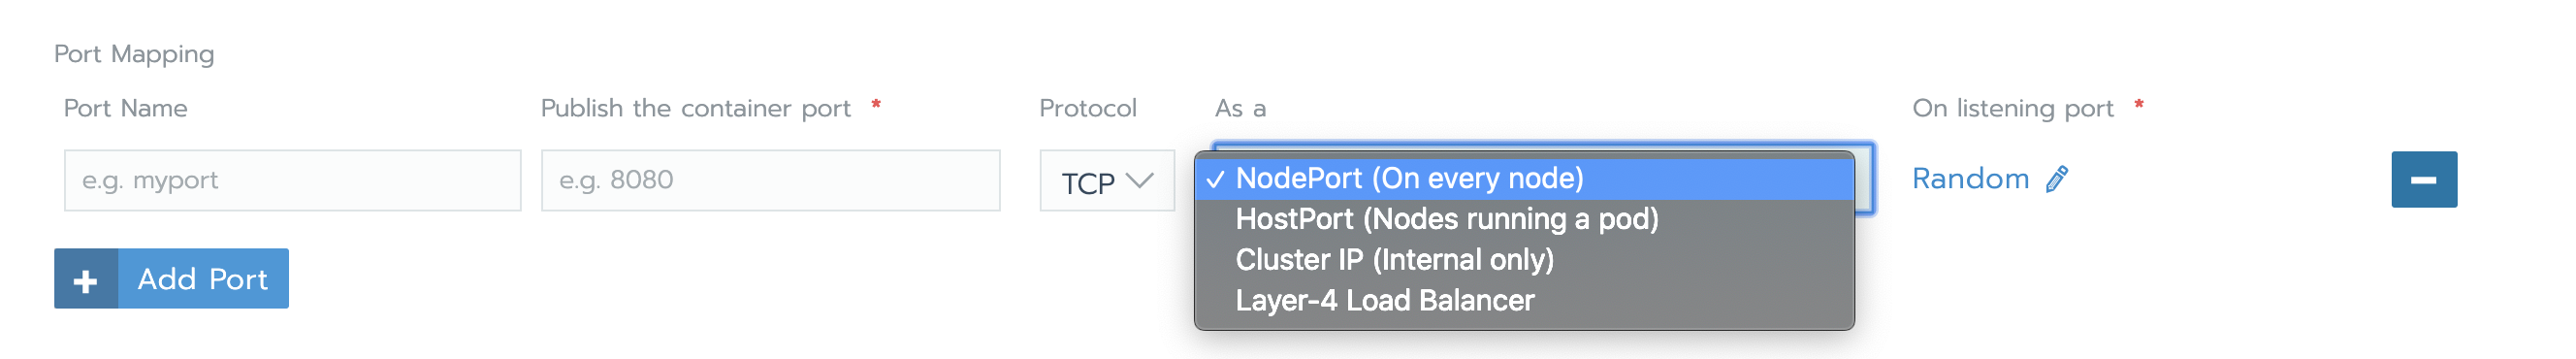 Port Mapping
Port Name Publish the container port * Protocol As a On listening port *
e.g. myport e.g. 8080 TCP ✓ NodePort (On every node) Random
HostPort (Nodes running a pod)
Cluster IP (Internal only)
+ Add Port Layer-4 Load Balancer